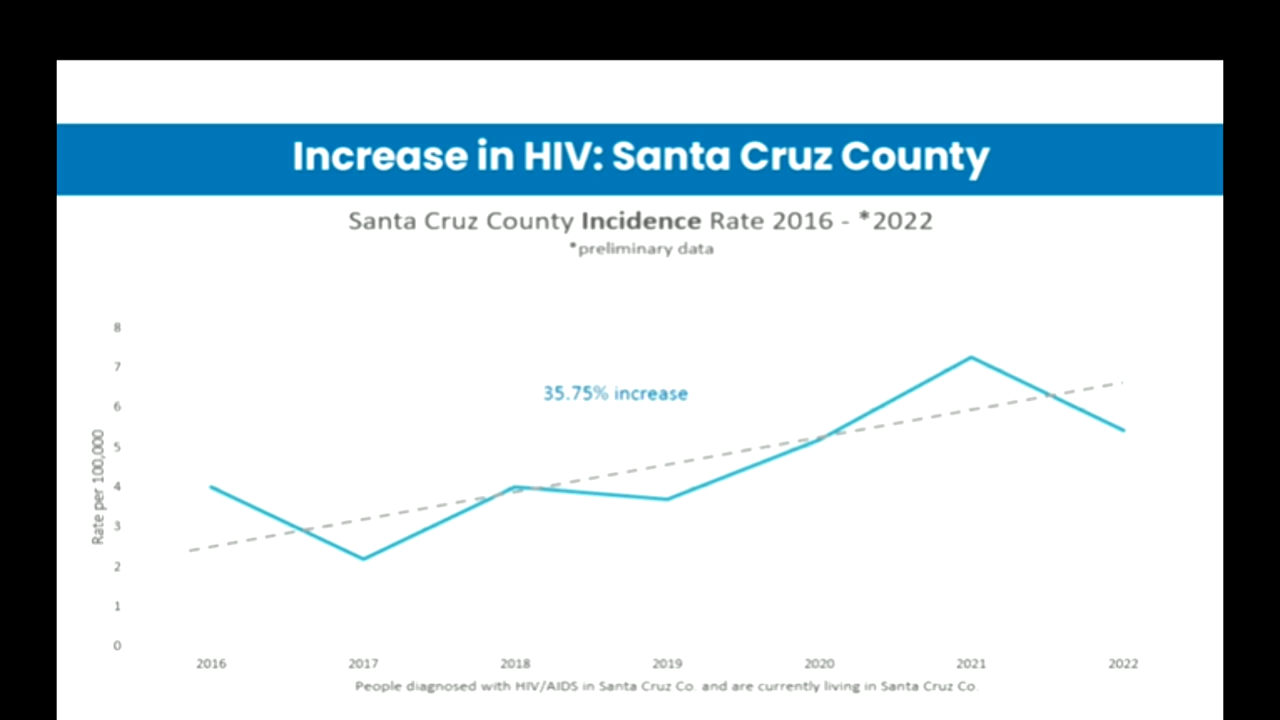 Increase in HIV: Santa Cruz County
Santa Cruz County Incidence Rate 2016 - *2022
*preliminary data
8
7
6
5
4
3
2
1
0
Rate per 100,000
35.75% increase
2016 2017 2018 2019 2020 2021 2022
People diagnosed with HIV/AIDS in Santa Cruz Co. and are currently living in Santa Cruz Co.